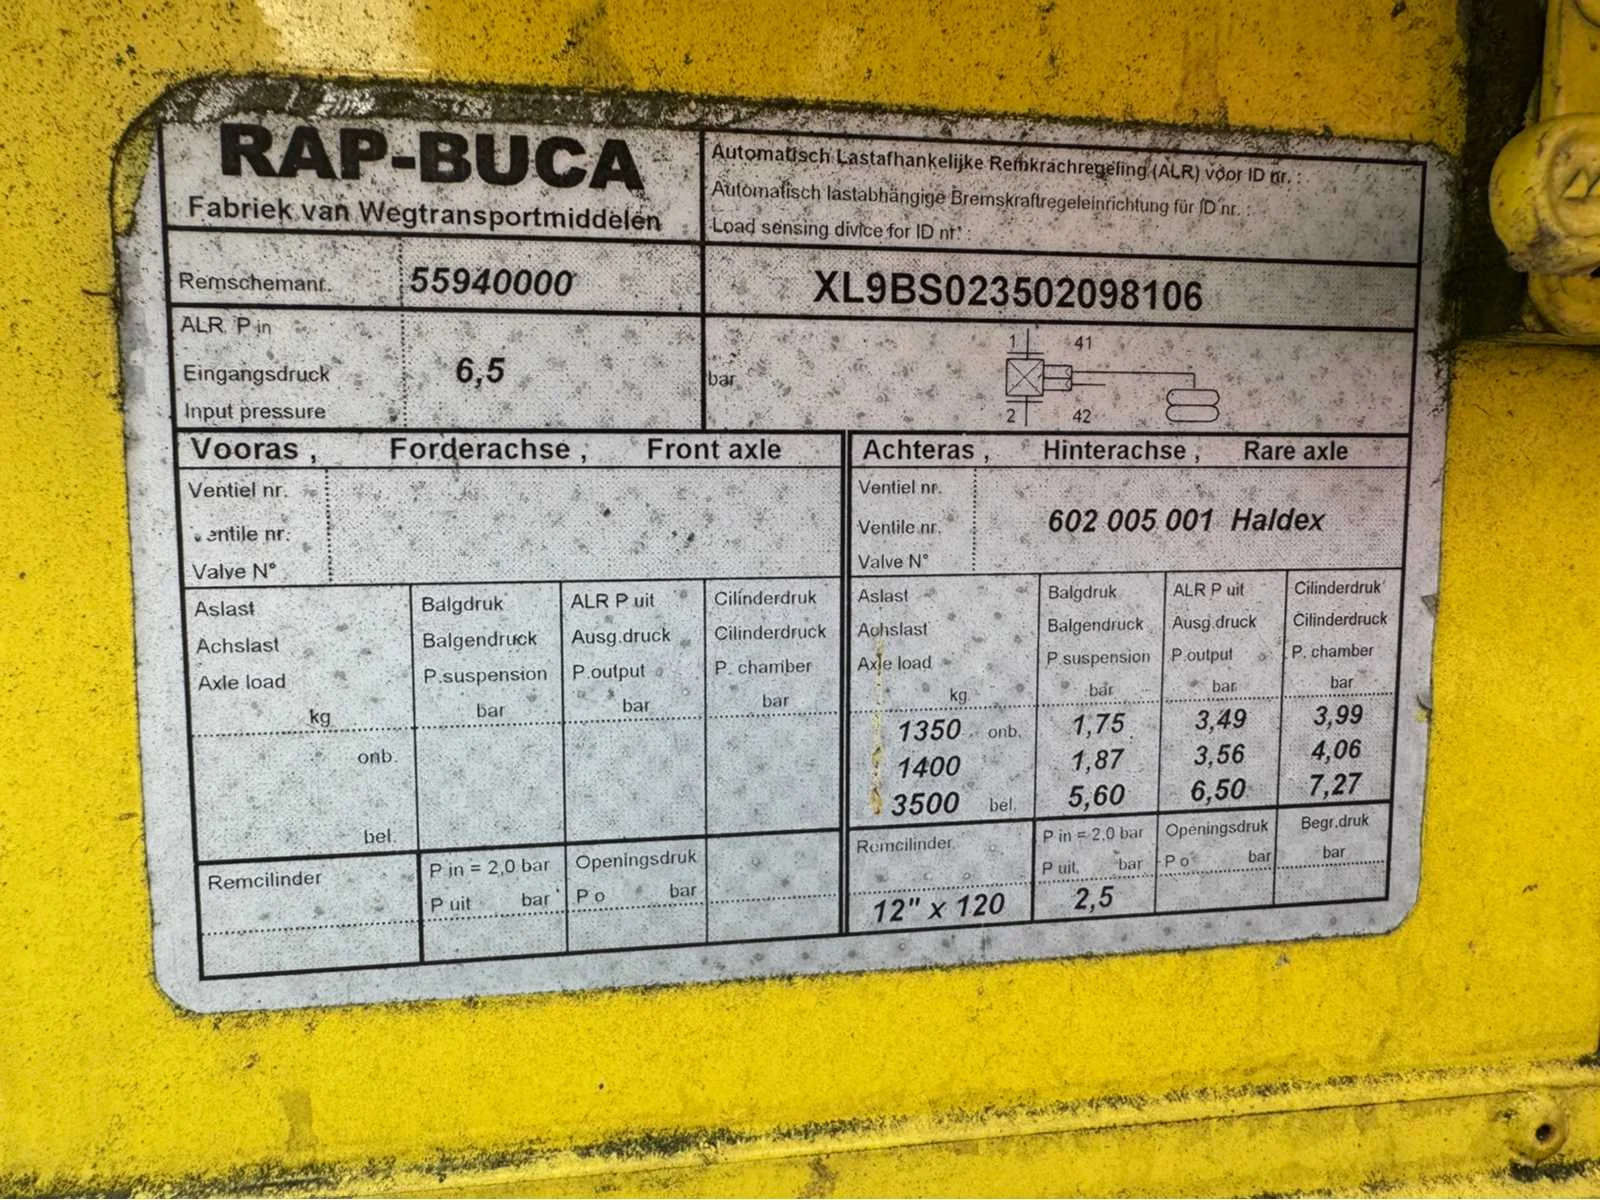 RAP-BUCA
Fabriek van Wegtransportmiddelen
Automatisch Lastafhankelijke Remkrachregeling (ALR) voor ID nr. :
Automatisch lastabhängige Bremskraftregeleinrichtung für ID nr. :
Load sensing divice for ID nr. :
Remschemanr. 55940000
XL9BS023502098106
ALR. P in
Eingangsdruck 6,5 bar
Input pressure
1 41
2 42
Vooras , Forderachse , Front axle
Ventiel nr.
entile nr.
Valve N°
Aslast Balgdruk ALR P uit Cilinderdruk
Achslast Balgendruck Ausg.druck Cilinderdruck
Axle load P.suspension P.output P. chamber
kg bar bar bar
onb.
bel.
Remcilinder P in = 2,0 bar Openingsdruk
P uit bar P o bar
Achteras , Hinterachse , Rare axle
Ventiel nr.
Ventile nr. 602 005 001 Haldex
Valve N°
Aslast Balgdruk ALR P uit Cilinderdruk
Achslast Balgendruck Ausg.druck Cilinderdruck
Axle load P.suspension P.output P. chamber
kg bar bar bar
1350 onb. 1,75 3,49 3,99
1400 1,87 3,56 4,06
3500 bel. 5,60 6,50 7,27
Remcilinder P in = 2,0 bar Openingsdruk Begr.druk
P uit. bar P o bar bar
12" x 120 2,5